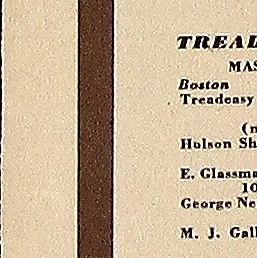 TREAD
MAS
Boston
Treadeasy
(n
Holson Sh
E. Glassma
10
George Ne
M. J. Gall